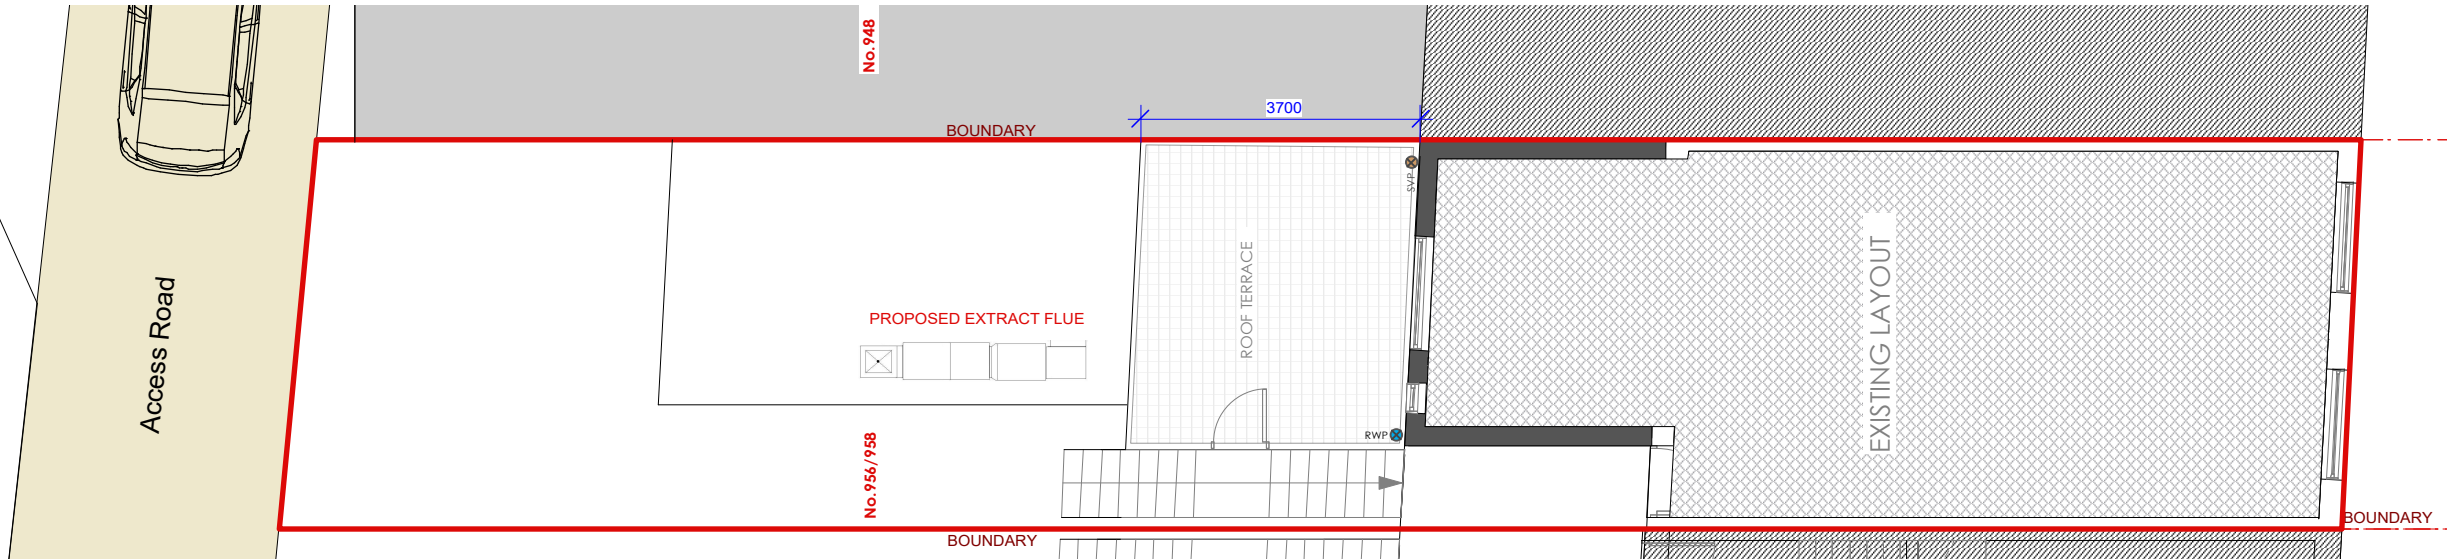 No.948
3700
BOUNDARY
SVP
ROOF TERRACE
EXISTING LAYOUT
Access Road
PROPOSED EXTRACT FLUE
RWP
No.956/958
BOUNDARY
BOUNDARY